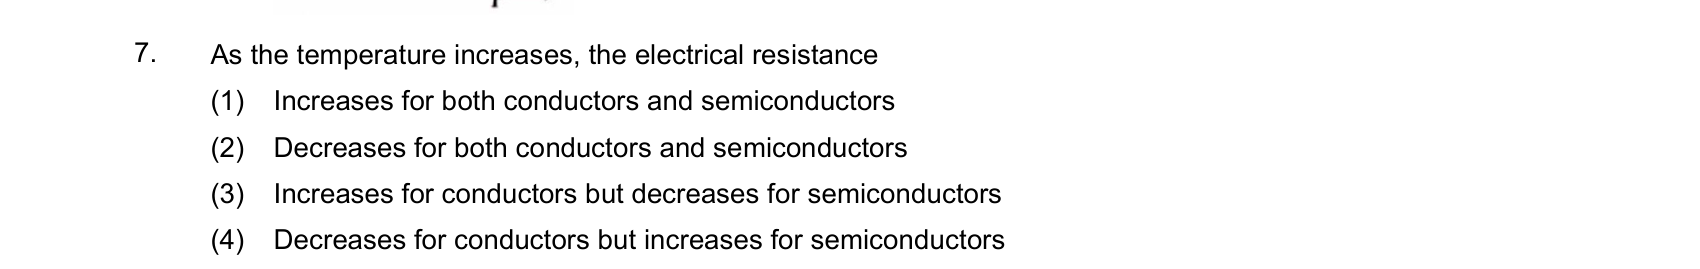 7. As the temperature increases, the electrical resistance
(1) Increases for both conductors and semiconductors
(2) Decreases for both conductors and semiconductors
(3) Increases for conductors but decreases for semiconductors
(4) Decreases for conductors but increases for semiconductors